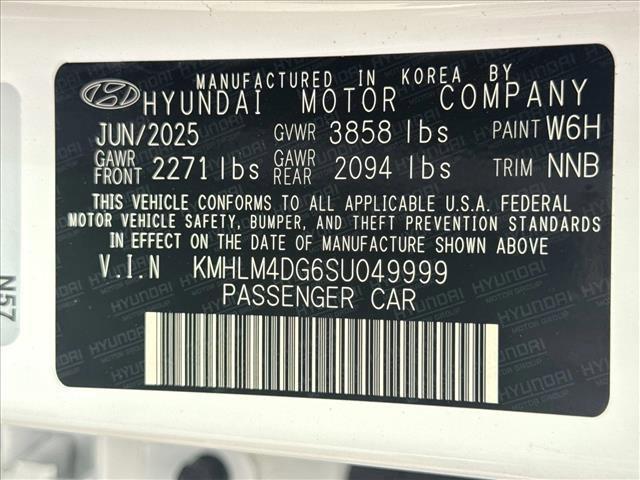 MANUFACTURED IN KOREA BY
HYUNDAI MOTOR COMPANY
JUN/2025 GVWR 3858 lbs PAINT W6H
GAWR FRONT 2271 lbs GAWR REAR 2094 lbs TRIM NNB
THIS VEHICLE CONFORMS TO ALL APPLICABLE U.S.A. FEDERAL
MOTOR VEHICLE SAFETY, BUMPER, AND THEFT PREVENTION STANDARDS
IN EFFECT ON THE DATE OF MANUFACTURE SHOWN ABOVE
V.I.N KMHLM4DG6SU049999
PASSENGER CAR
N57